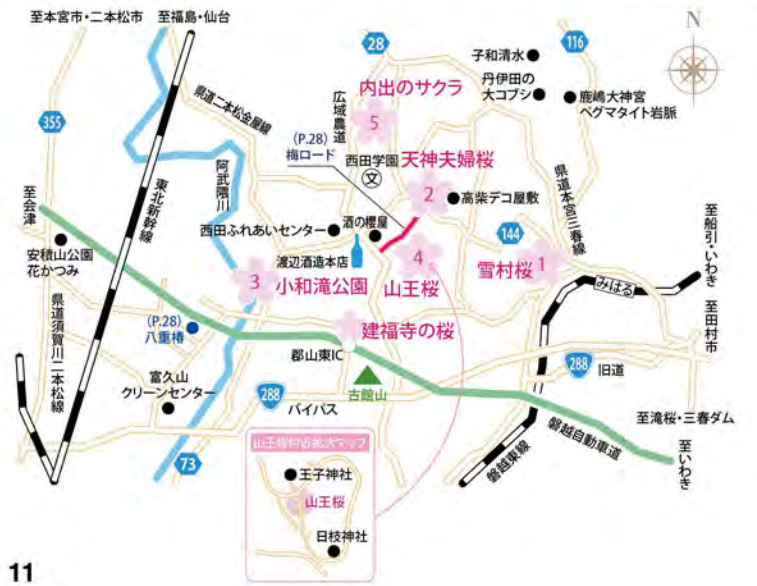 至本宮市・二本松市
至福島・仙台
N
28
116
子和清水
丹伊田の
大コブシ
鹿嶋大神宮
ペグマタイト岩脈
355
県道二本松金屋線
広域農道
内出のサクラ
5
(P.28)
梅ロード
西田学園
文
天神夫婦桜
2
高柴デコ屋敷
県道本宮三春線
至会津
東北新幹線
阿武隈川
西田ふれあいセンター
酒の櫻屋
渡辺酒造本店
144
至船引・いわき
安積山公園
花かつみ
3
小和滝公園
4
山王桜
雪村桜
1
みはる
県道須賀川二本松線
(P.28)
八重椿
建福寺の桜
郡山東IC
至田村市
富久山
クリーンセンター
288
バイパス
古館山
288
旧道
73
磐越東線
磐越自動車道
至滝桜・三春ダム
至いわき
山王桜付近拡大マップ
王子神社
山王桜
日枝神社
11